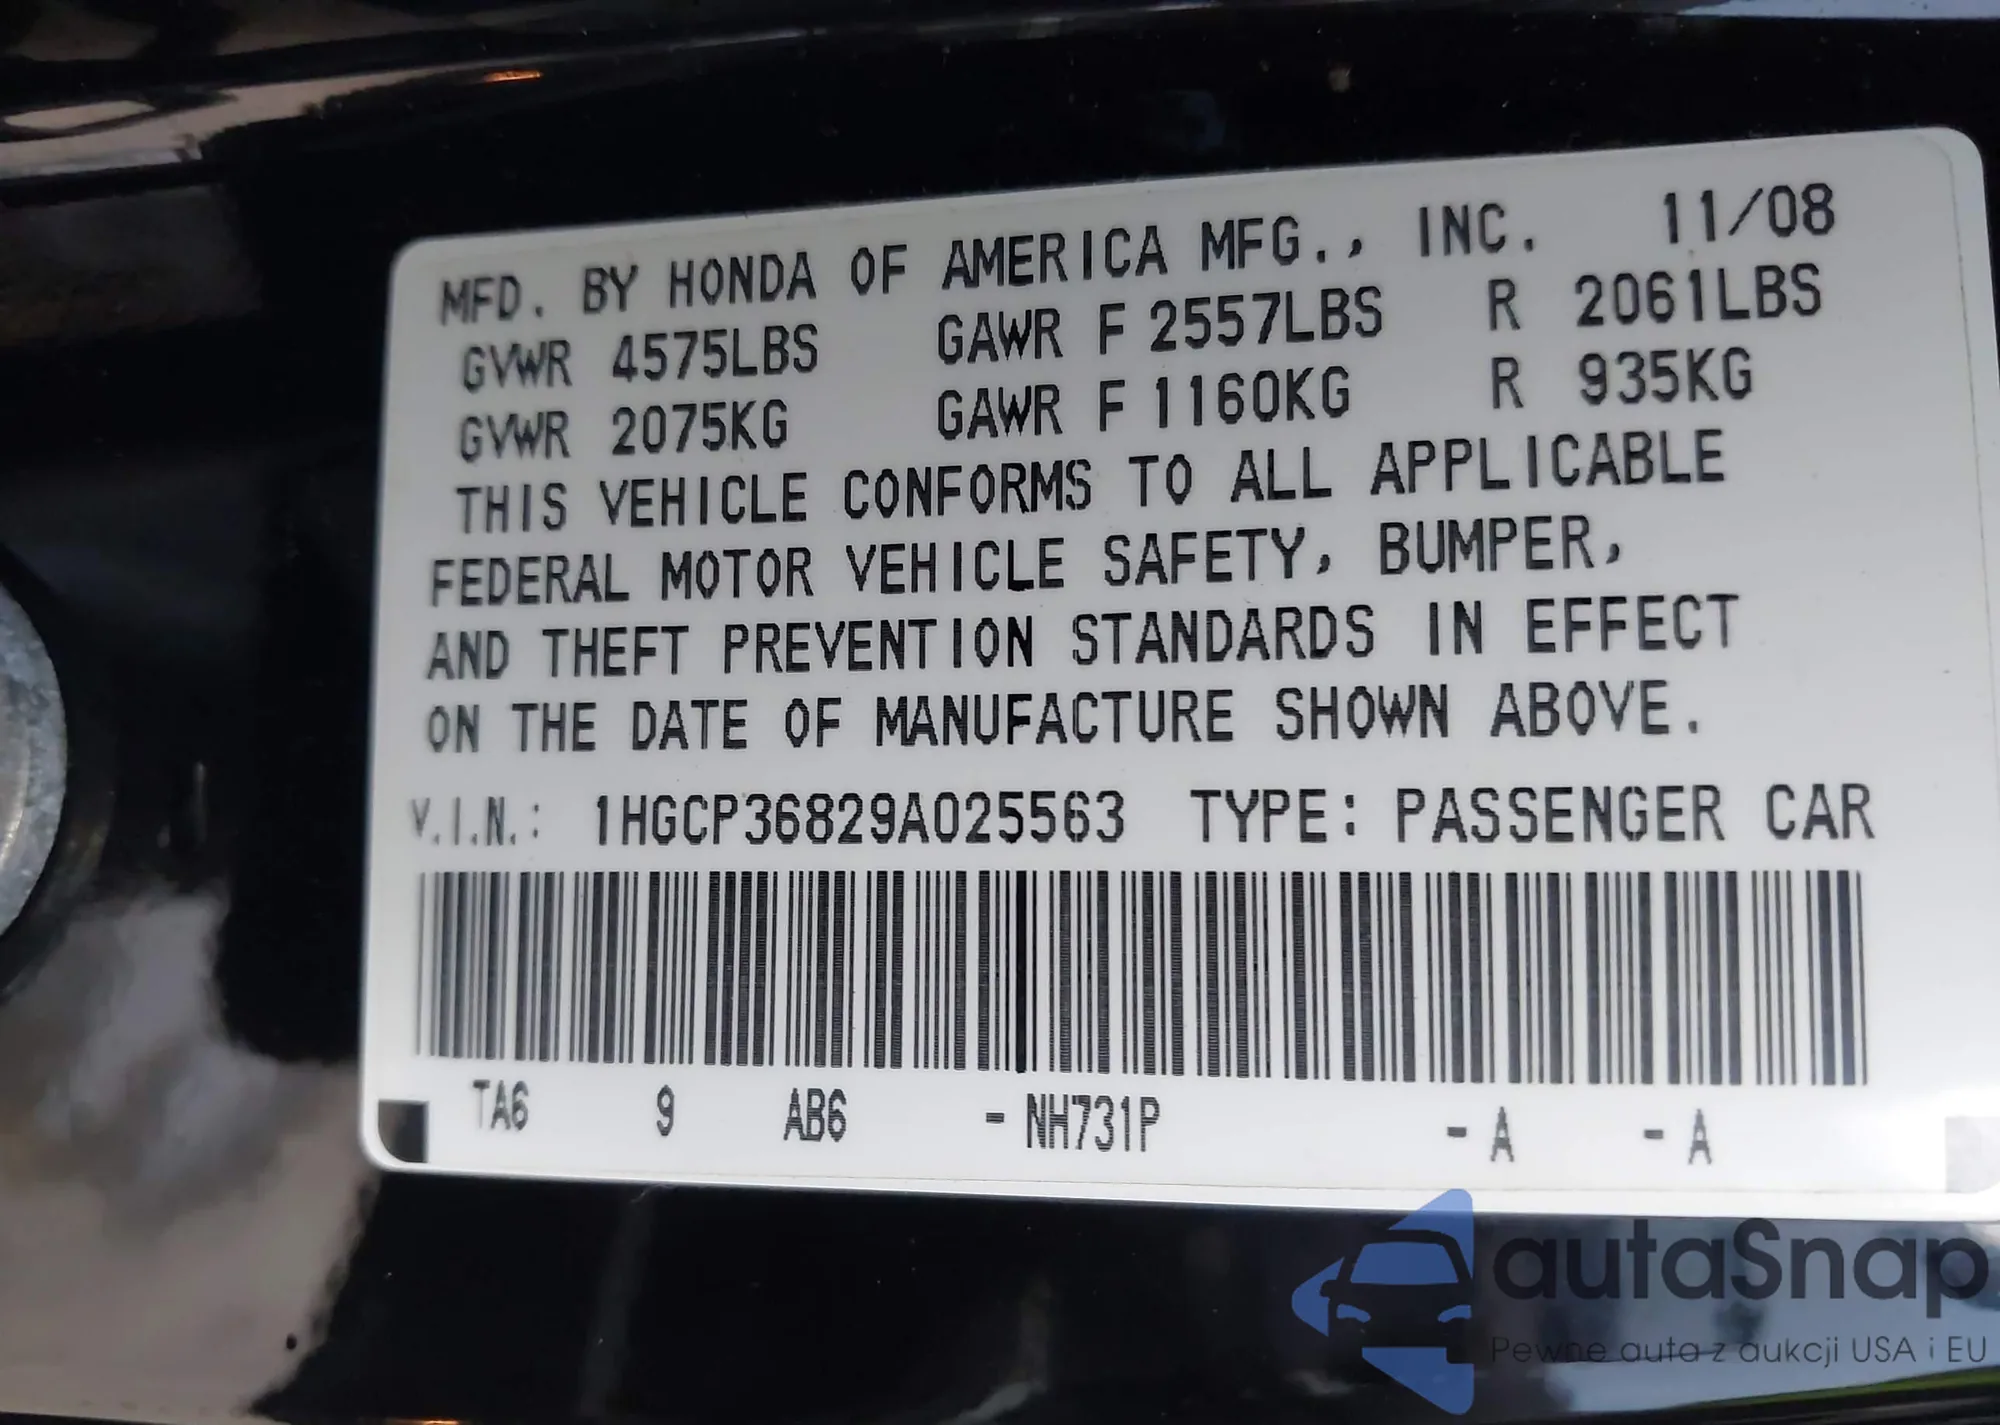 MFD. BY HONDA OF AMERICA MFG., INC. 11/08
GVWR 4575LBS GAWR F 2557LBS R 2061LBS
GVWR 2075KG GAWR F 1160KG R 935KG
THIS VEHICLE CONFORMS TO ALL APPLICABLE
FEDERAL MOTOR VEHICLE SAFETY, BUMPER,
AND THEFT PREVENTION STANDARDS IN EFFECT
ON THE DATE OF MANUFACTURE SHOWN ABOVE.
V.I.N.: 1HGCP36829A025563 TYPE: PASSENGER CAR
TA6 9 AB6 -NH731P -A -A
autaSnap
Pewne auta z aukcji USA i EU